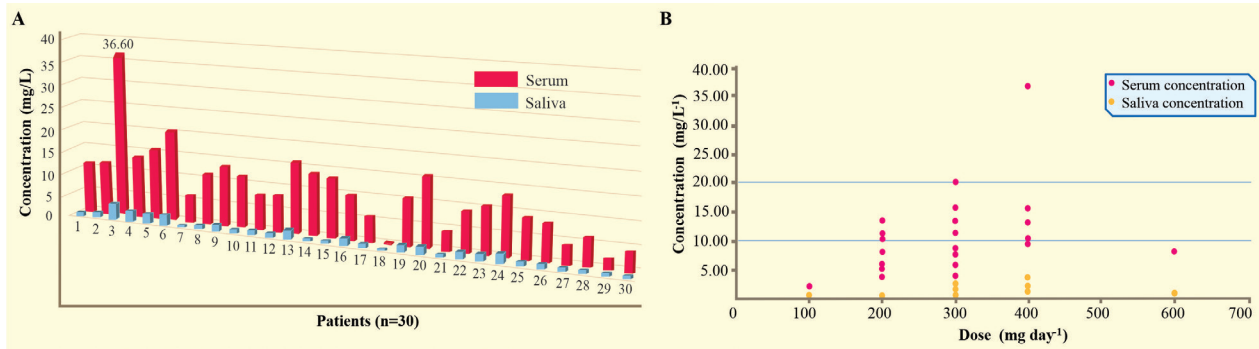 A
Concentration (mg/L)
40
35
30
25
20
15
10
5
0
36.60
Serum
Saliva
1 2 3 4 5 6 7 8 9 10 11 12 13 14 15 16 17 18 19 20 21 22 23 24 25 26 27 28 29 30
Patients (n=30)
B
Concentration (mg/L⁻¹)
40.00
35.00
30.00
25.00
20.00
15.00
10.00
5.00
Serum concentration
Saliva concentration
0 100 200 300 400 500 600 700
Dose (mg day⁻¹)